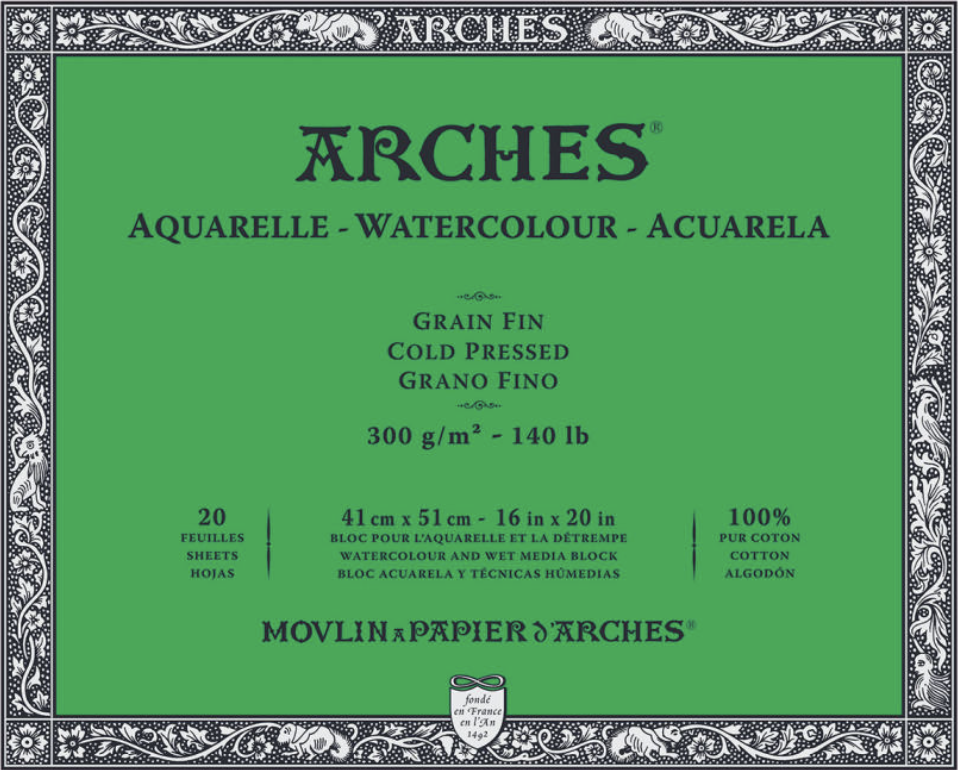 ARCHES
ARCHES®
AQUARELLE - WATERCOLOUR - ACUARELA
GRAIN FIN
COLD PRESSED
GRANO FINO
300 g/m² - 140 lb
20
FEUILLES
SHEETS
HOJAS
41 cm x 51 cm - 16 in x 20 in
BLOC POUR L'AQUARELLE ET LA DÉTREMPE
WATERCOLOUR AND WET MEDIA BLOCK
BLOC ACUARELA Y TÉCNICAS HÚMEDIAS
100%
PUR COTON
COTTON
ALGODÓN
MOVLIN A PAPIER D'ARCHES®
fondé
en France
en l'An
1492